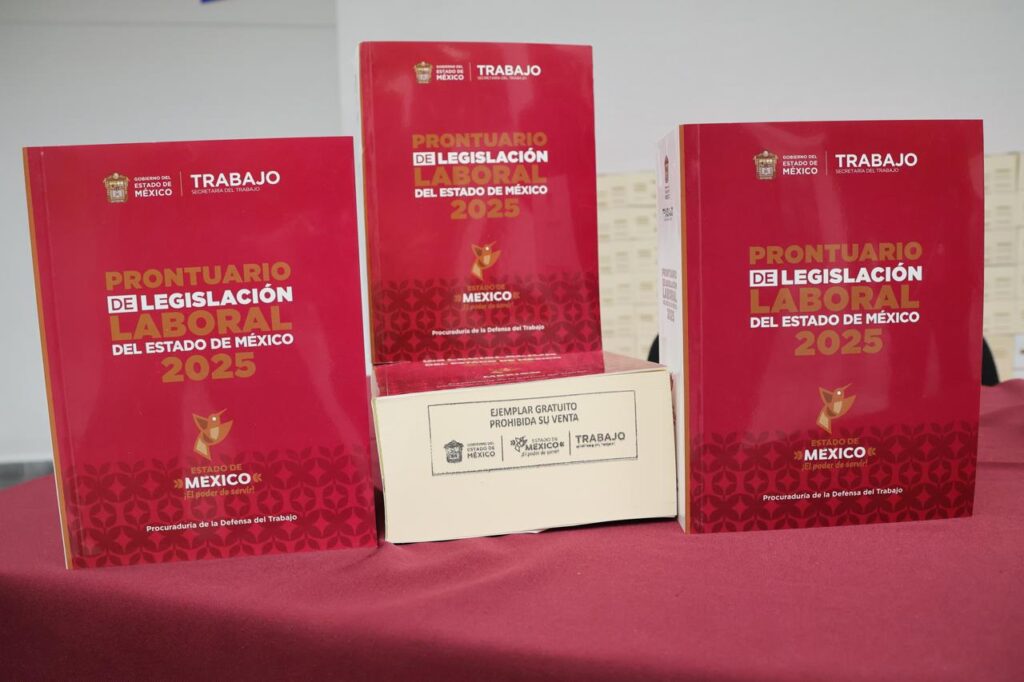 GOBIERNO DEL
ESTADO DE
MÉXICO
TRABAJO
SECRETARÍA DEL TRABAJO
PRONTUARIO
DE LEGISLACIÓN
LABORAL
DEL ESTADO DE MÉXICO
2025
ESTADO DE
MÉXICO
¡El poder de servir!
Procuraduría de la Defensa del Trabajo
GOBIERNO DEL
ESTADO DE
MÉXICO
TRABAJO
SECRETARÍA DEL TRABAJO
PRONTUARIO
DE LEGISLACIÓN
LABORAL
DEL ESTADO DE MÉXICO
2025
ESTADO DE
MÉXICO
¡El poder de servir!
Procuraduría de la Defensa del Trabajo
EJEMPLAR GRATUITO
PROHIBIDA SU VENTA
GOBIERNO DEL
ESTADO DE
MÉXICO
ESTADO DE
MÉXICO
¡El poder de servir!
TRABAJO
GOBIERNO DEL
ESTADO DE
MÉXICO
TRABAJO
SECRETARÍA DEL TRABAJO
PRONTUARIO
DE LEGISLACIÓN
LABORAL
DEL ESTADO DE MÉXICO
2025
ESTADO DE
MÉXICO
¡El poder de servir!
Procuraduría de la Defensa del Trabajo